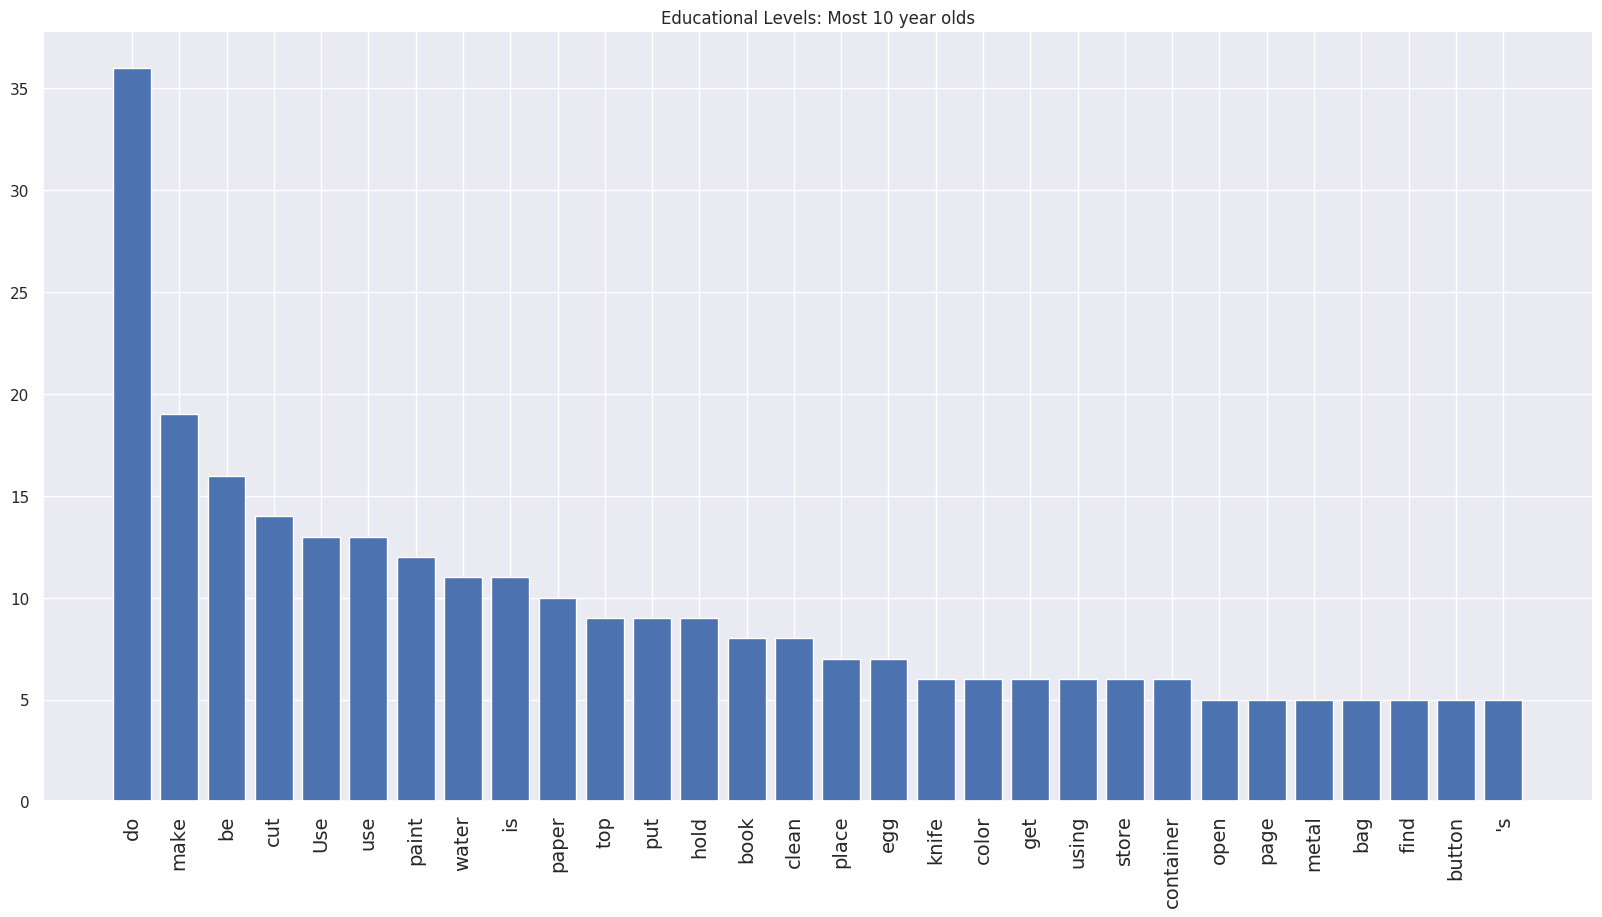 Educational Levels: Most 10 year olds
35
30
25
20
15
10
5
0
do
make
be
cut
Use
use
paint
water
is
paper
top
put
hold
book
clean
place
egg
knife
color
get
using
store
container
open
page
metal
bag
find
button
's